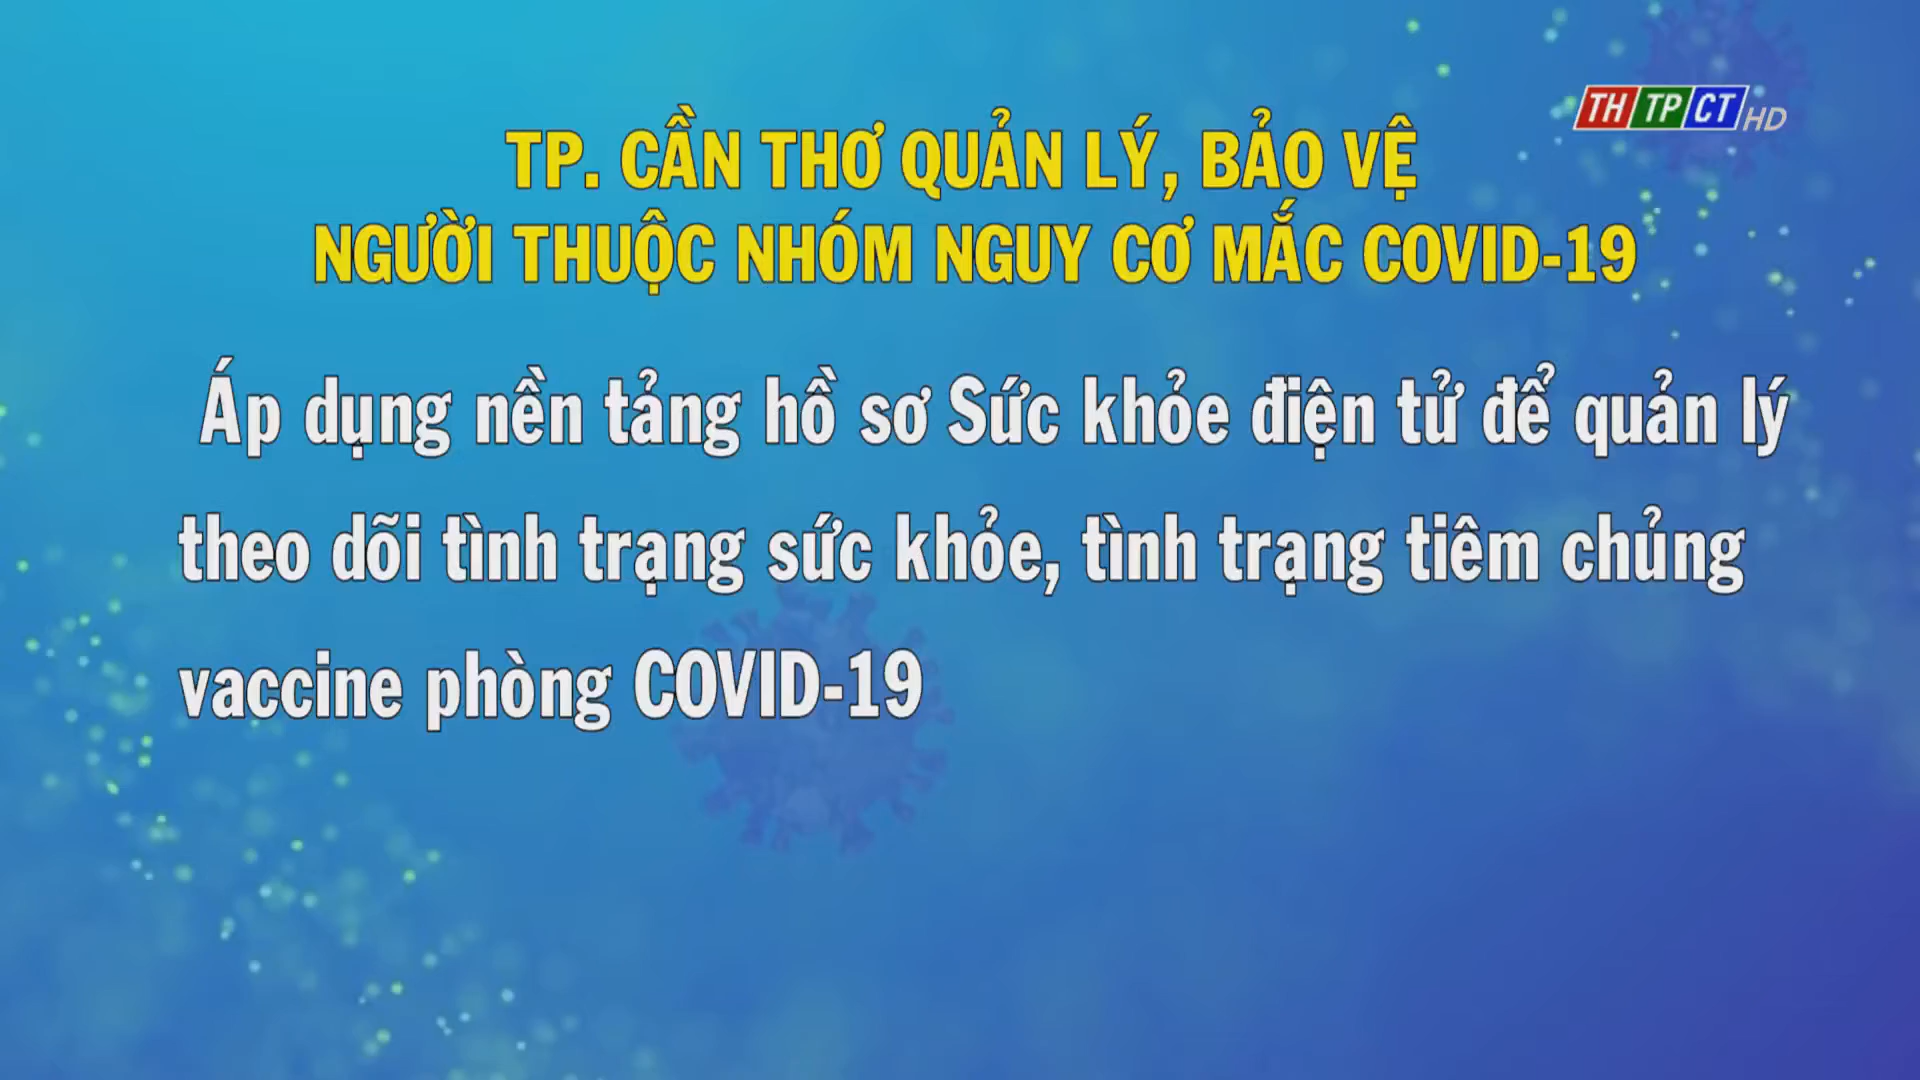 THTPCT HD
TP. CẦN THƠ QUẢN LÝ, BẢO VỆ
NGƯỜI THUỘC NHÓM NGUY CƠ MẮC COVID-19
Áp dụng nền tảng hồ sơ Sức khỏe điện tử để quản lý
theo dõi tình trạng sức khỏe, tình trạng tiêm chủng
vaccine phòng COVID-19